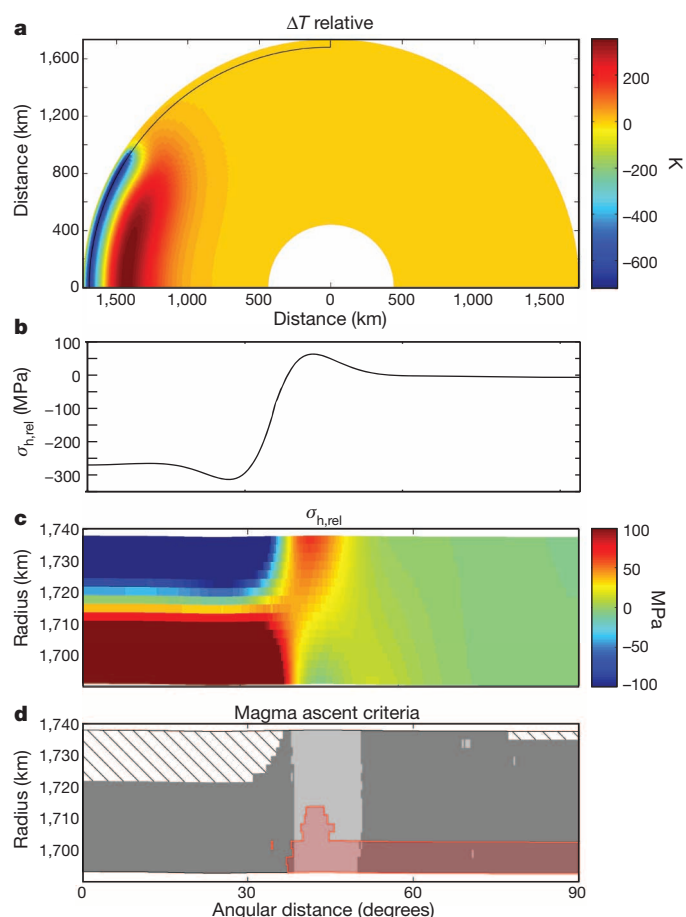 a
ΔT relative
1,600
1,200
800
400
0
Distance (km)
1,500
1,000
500
0
500
1,000
1,500
Distance (km)
200
0
−200
−400
−600
K
b
100
0
−100
−200
−300
σh,rel (MPa)
c
σh,rel
1,740
1,730
1,720
1,710
1,700
Radius (km)
100
50
0
−50
−100
MPa
d
Magma ascent criteria
1,740
1,730
1,720
1,710
1,700
Radius (km)
0
30
60
90
Angular distance (degrees)